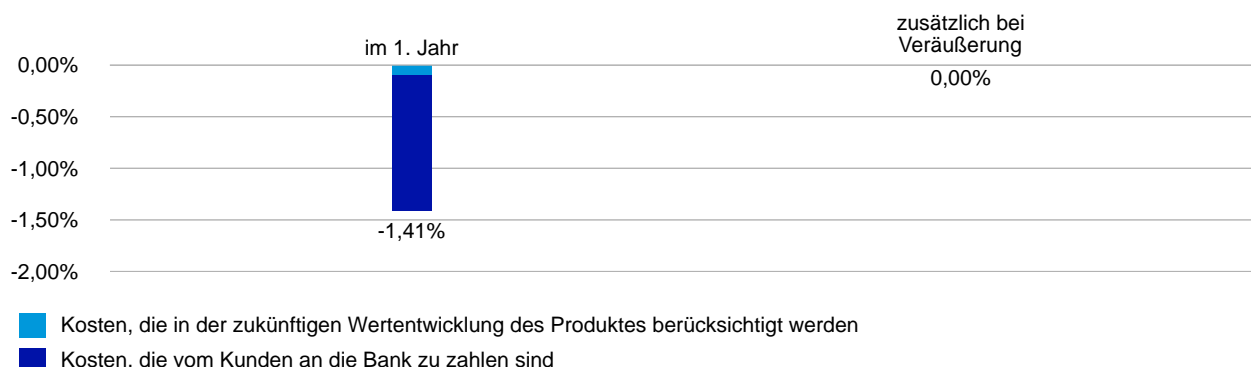 zusätzlich bei
Veräußerung
im 1. Jahr
0,00%
0,00%
-0,50%
-1,00%
-1,50%
-1,41%
-2,00%
Kosten, die in der zukünftigen Wertentwicklung des Produktes berücksichtigt werden
Kosten, die vom Kunden an die Bank zu zahlen sind